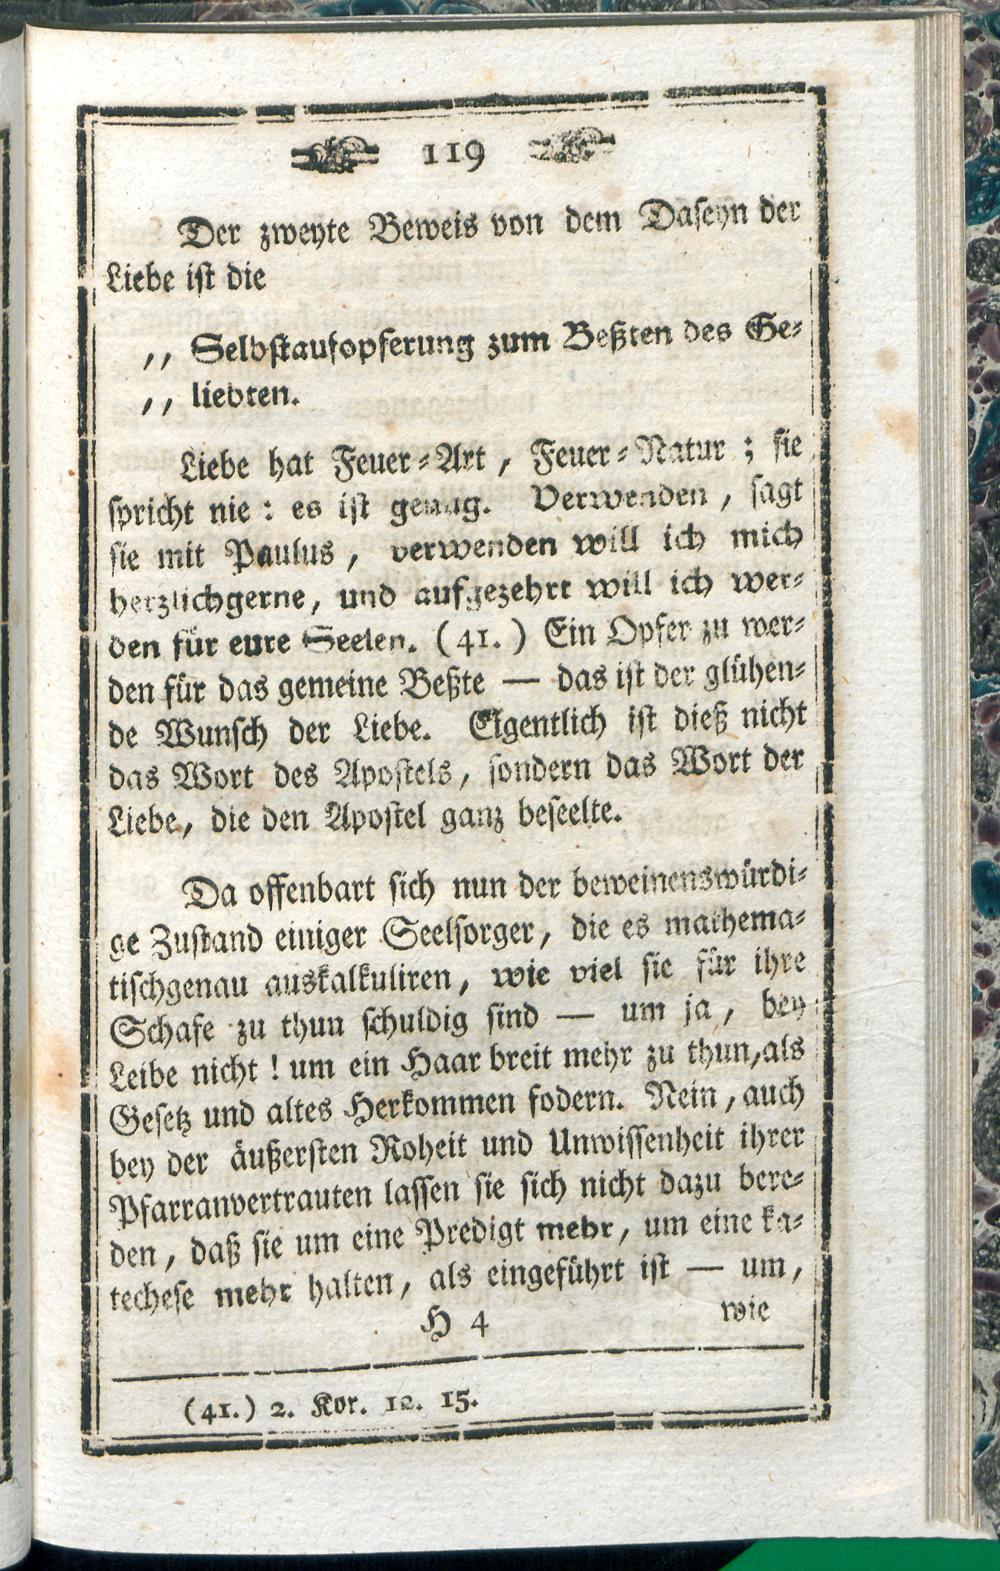 119
Der zweyte Beweis von dem Daseyn der
Liebe ist die
,, Selbstaufopferung zum Beßten des Ge-
,, liebten.
Liebe hat Feuer-Art, Feuer-Natur; sie
spricht nie: es ist genug. Verwenden, sagt
sie mit Paulus, verwenden will ich mich
herzlichgerne, und aufgezehrt will ich wer-
den für eure Seelen. (41.) Ein Opfer zu wer-
den für das gemeine Beßte — das ist der glühen-
de Wunsch der Liebe. Eigentlich ist dieß nicht
das Wort des Apostels, sondern das Wort der
Liebe, die den Apostel ganz beseelte.
Da offenbart sich nun der beweinenswürdi-
ge Zustand einiger Seelsorger, die es mathema-
tischgenau auskalkuliren, wie viel sie für ihre
Schafe zu thun schuldig sind — um ja, bey
Leibe nicht! um ein Haar breit mehr zu thun, als
Gesetz und altes Herkommen fodern. Nein, auch
bey der äußersten Roheit und Unwissenheit ihrer
Pfarranvertrauten lassen sie sich nicht dazu bere-
den, daß sie um eine Predigt mehr, um eine Ka-
techese mehr halten, als eingeführt ist — um,
H 4 wie
(41.) 2. Kor. 12. 15.